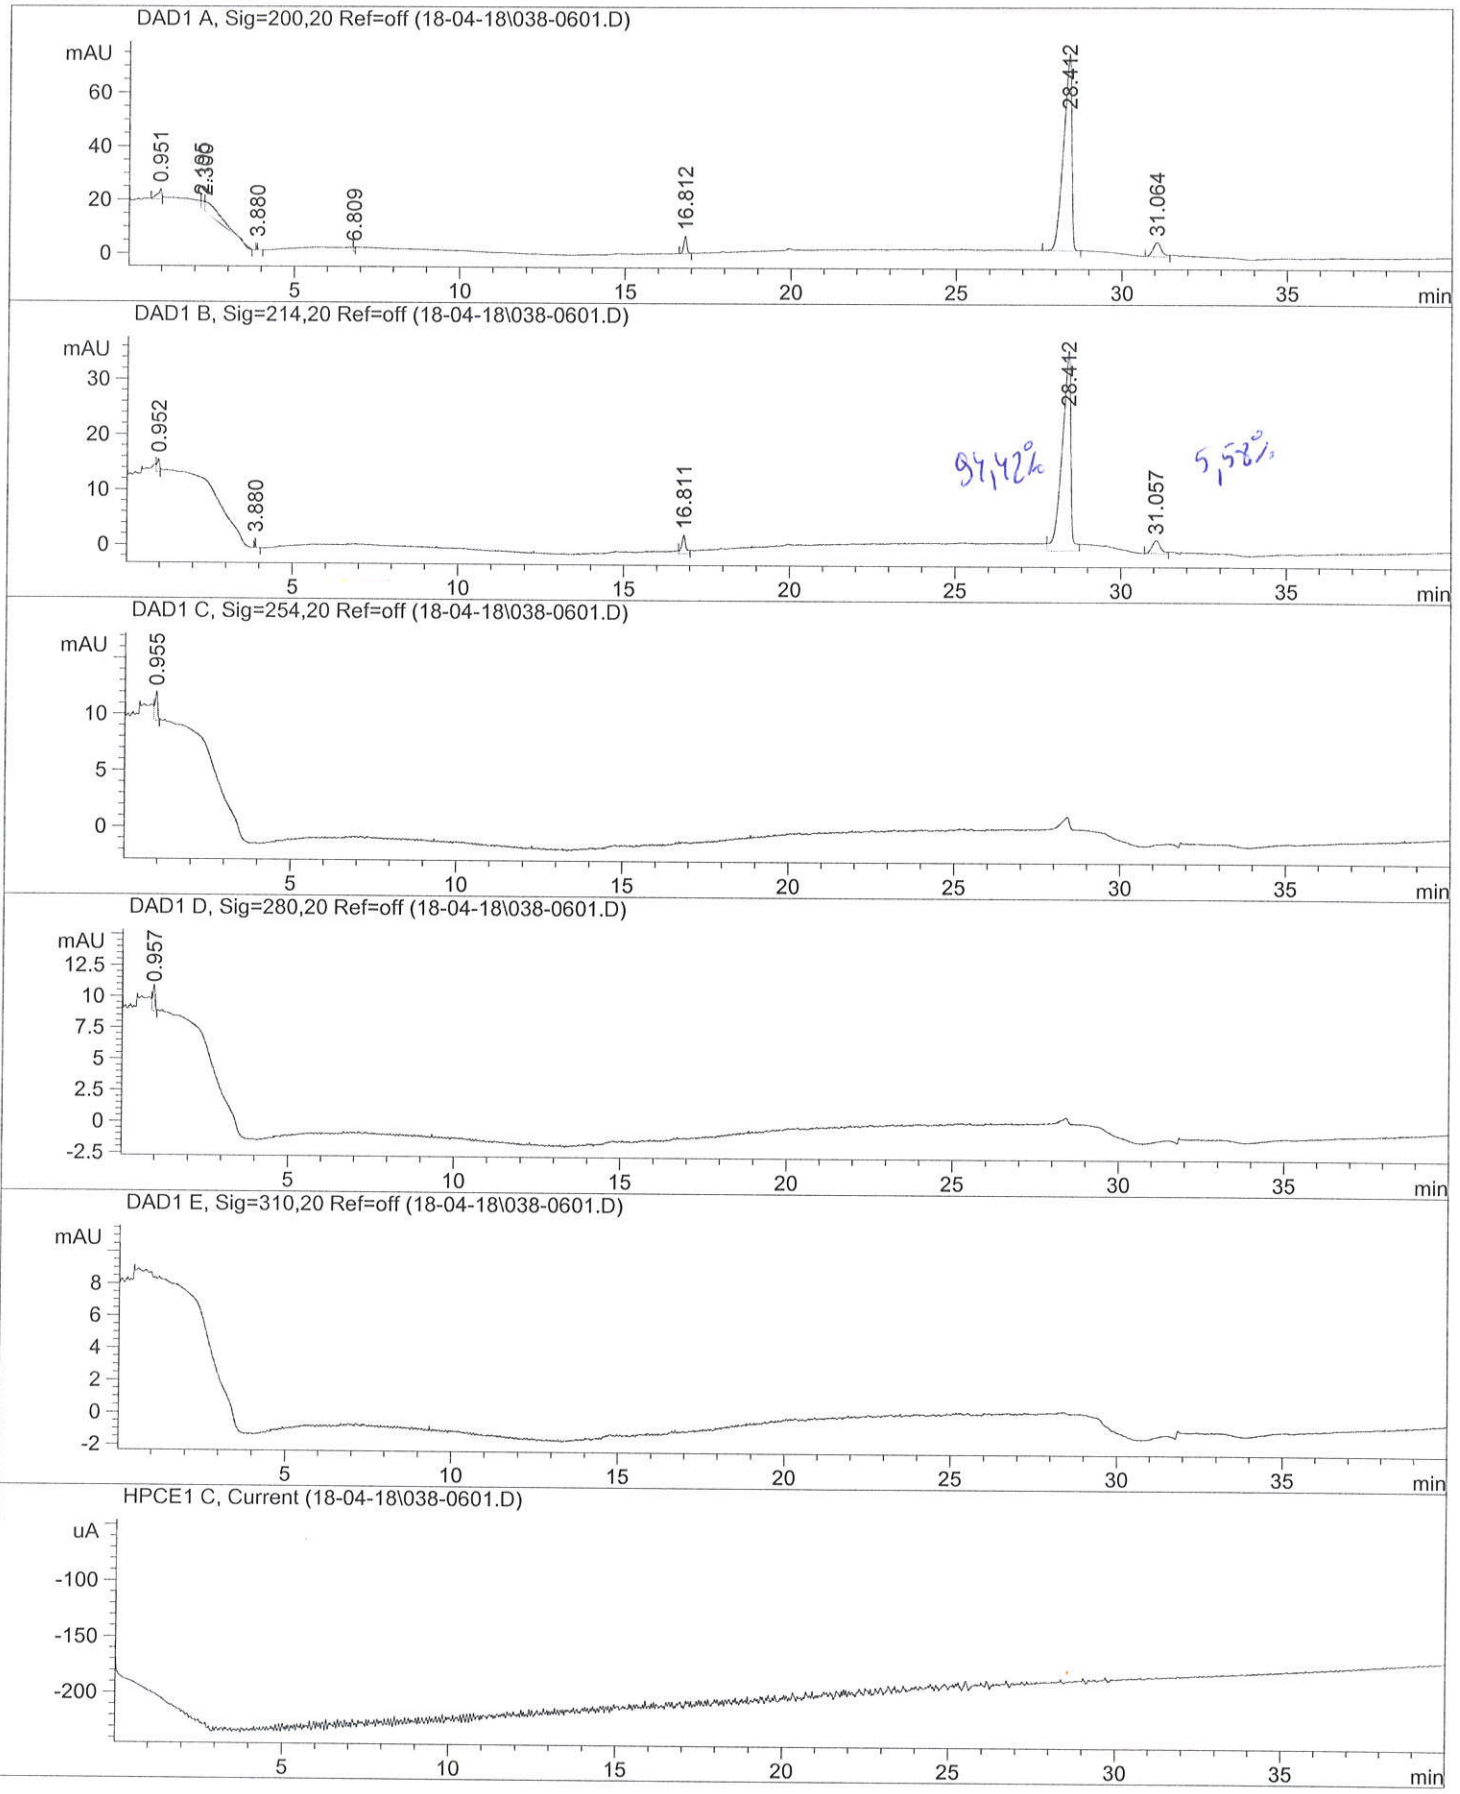 DAD1 A, Sig=200,20 Ref=off (18-04-18\038-0601.D)
mAU
60
40
20
0
0.951
2.195
2.300
3.880
6.809
16.812
28.412
31.064
5 10 15 20 25 30 35 min
DAD1 B, Sig=214,20 Ref=off (18-04-18\038-0601.D)
mAU
30
20
10
0
0.952
3.880
16.811
94,42%
28.412
31.057
5,58%
5 10 15 20 25 30 35 min
DAD1 C, Sig=254,20 Ref=off (18-04-18\038-0601.D)
mAU
10
5
0
0.955
5 10 15 20 25 30 35 min
DAD1 D, Sig=280,20 Ref=off (18-04-18\038-0601.D)
mAU
12.5
10
7.5
5
2.5
0
-2.5
0.957
5 10 15 20 25 30 35 min
DAD1 E, Sig=310,20 Ref=off (18-04-18\038-0601.D)
mAU
8
6
4
2
0
-2
5 10 15 20 25 30 35 min
HPCE1 C, Current (18-04-18\038-0601.D)
uA
-100
-150
-200
5 10 15 20 25 30 35 min